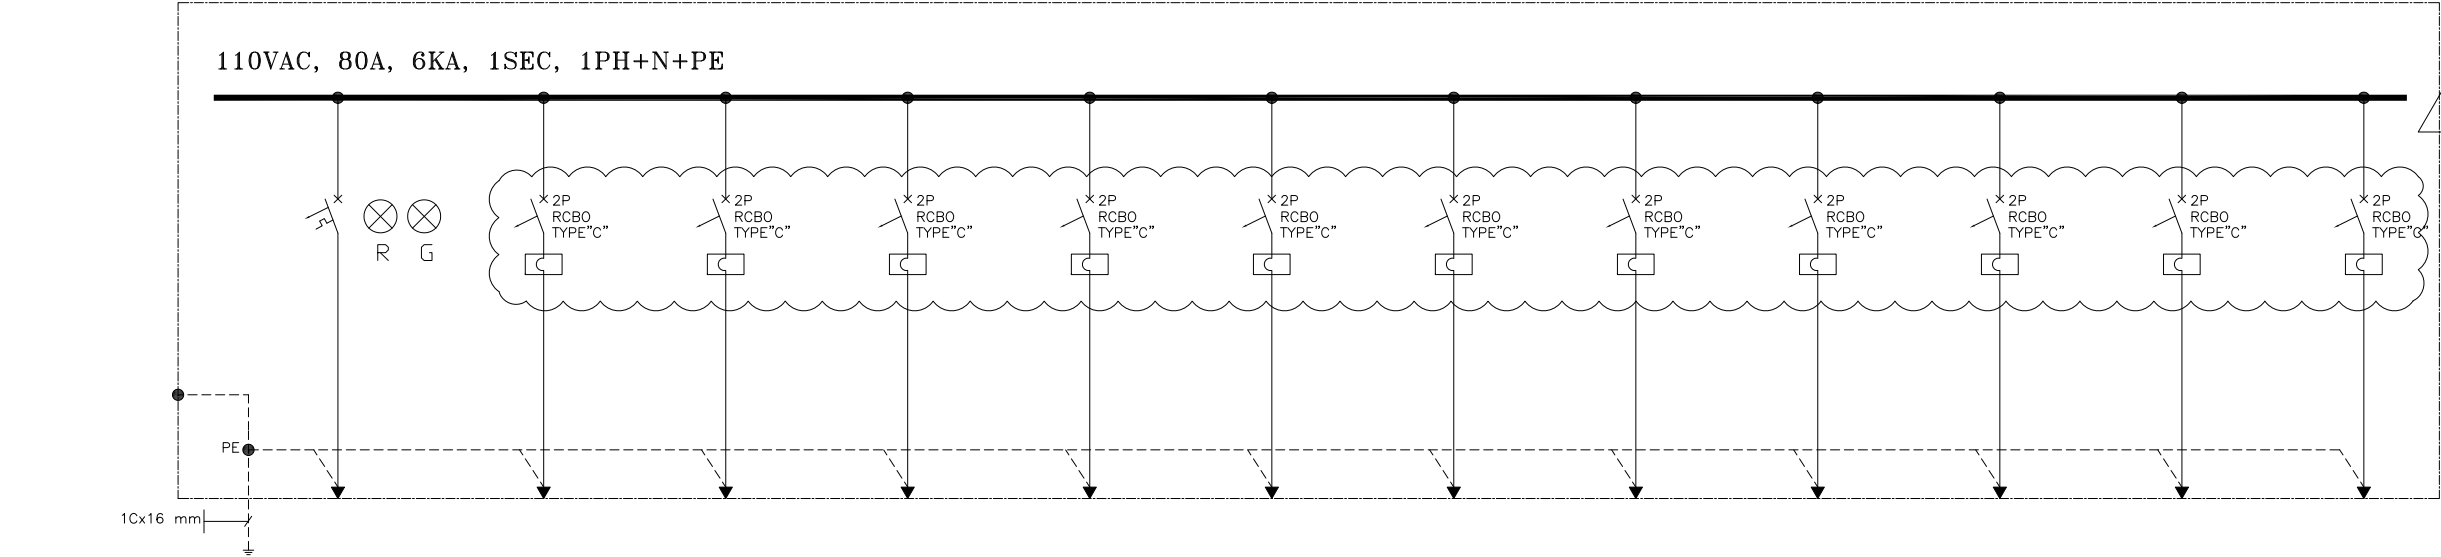 110VAC, 80A, 6KA, 1SEC, 1PH+N+PE
2P 2P 2P 2P 2P 2P 2P 2P 2P 2P 2P
RCBO RCBO RCBO RCBO RCBO RCBO RCBO RCBO RCBO RCBO RCBO
TYPE"C" TYPE"C" TYPE"C" TYPE"C" TYPE"C" TYPE"C" TYPE"C" TYPE"C" TYPE"C" TYPE"C" TYPE"C"
R G
PE
1Cx16 mm